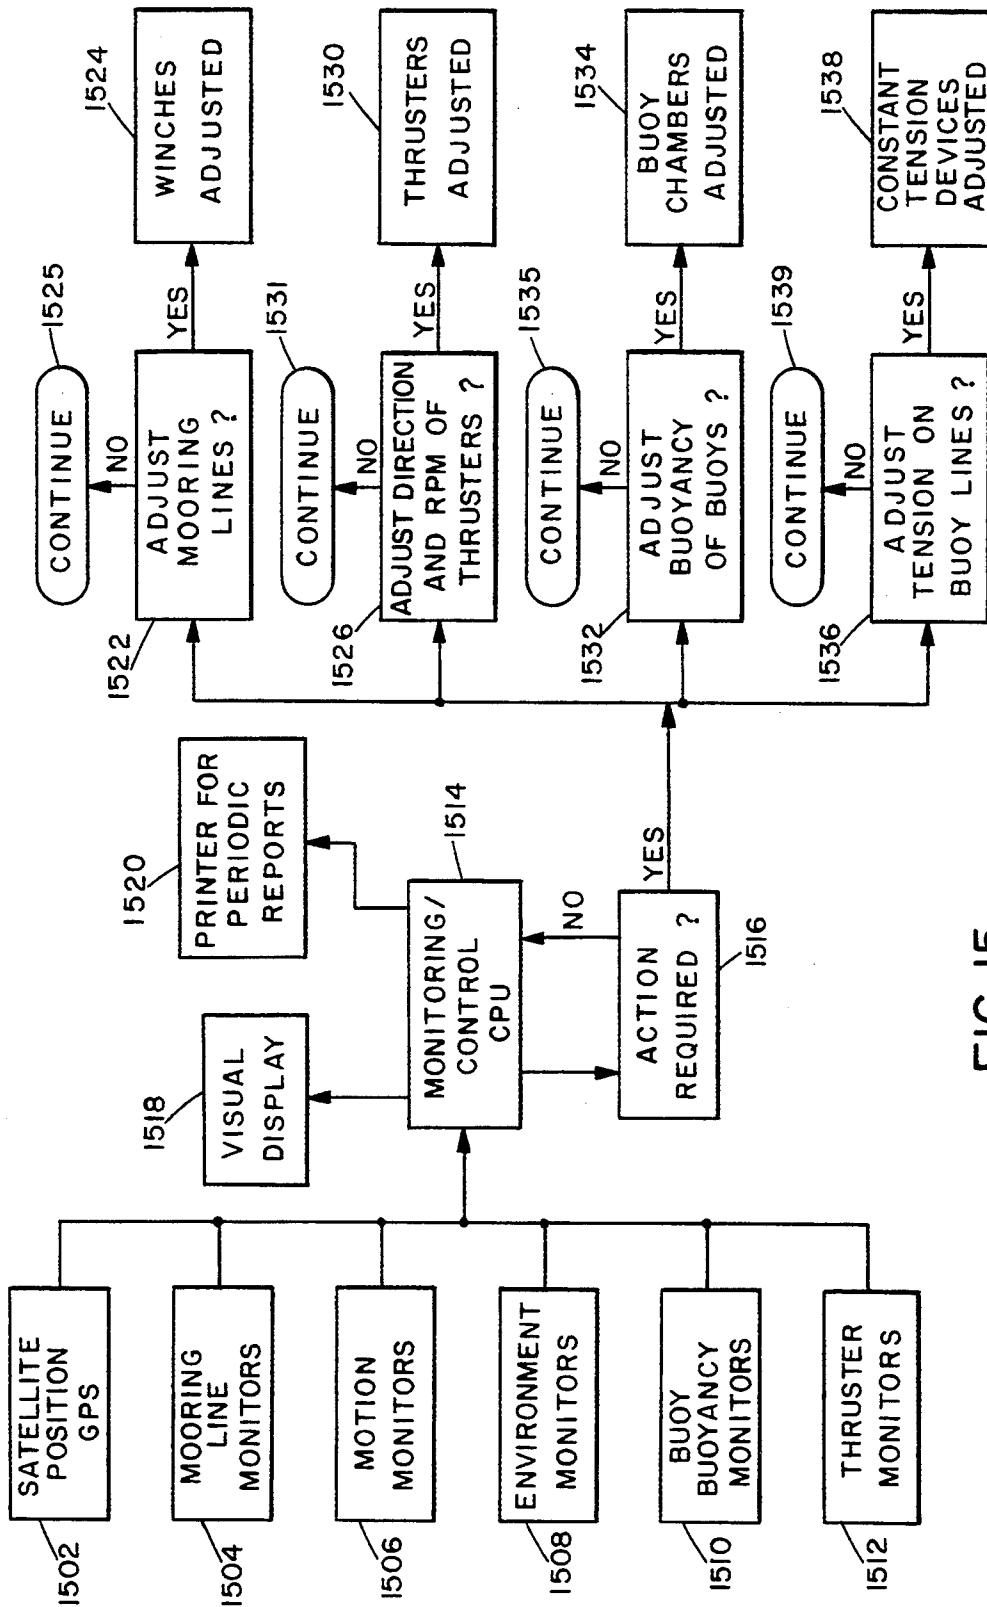 SATELLITE
POSITION
GPS
1502
MOORING
LINE
MONITORS
1504
MOTION
MONITORS
1506
ENVIRONMENT
MONITORS
1508
BUOY
BUOYANCY
MONITORS
1510
THRUSTER
MONITORS
1512
VISUAL
DISPLAY
1518
PRINTER FOR
PERIODIC
REPORTS
1520
MONITORING/
CONTROL
CPU
1514
NO
ACTION
REQUIRED ?
1516
YES
CONTINUE
1525
NO
ADJUST
MOORING
LINES ?
1522
YES
WINCHES
ADJUSTED
1524
CONTINUE
1531
NO
ADJUST DIRECTION
AND RPM OF
THRUSTERS ?
1526
YES
THRUSTERS
ADJUSTED
1530
CONTINUE
1535
NO
ADJUST
BUOYANCY
OF BUOYS ?
1532
YES
BUOY
CHAMBERS
ADJUSTED
1534
CONTINUE
1539
NO
ADJUST
TENSION ON
BUOY LINES ?
1536
YES
CONSTANT
TENSION
DEVICES
ADJUSTED
1538